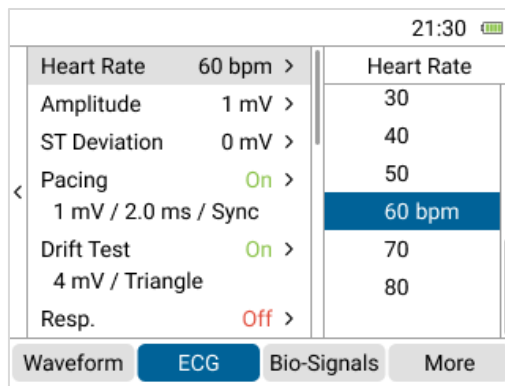 21:30
Heart Rate 60 bpm >
Amplitude 1 mV >
ST Deviation 0 mV >
Pacing On >
1 mV / 2.0 ms / Sync
Drift Test On >
4 mV / Triangle
Resp. Off >
<
Heart Rate
30
40
50
60 bpm
70
80
Waveform ECG Bio-Signals More